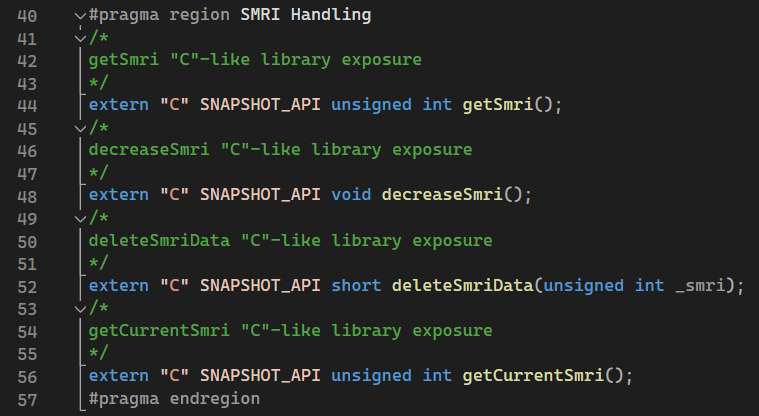 40 #pragma region SMRI Handling
41 /*
42 getSmri "C"-like library exposure
43 */
44 extern "C" SNAPSHOT_API unsigned int getSmri();
45 /*
46 decreaseSmri "C"-like library exposure
47 */
48 extern "C" SNAPSHOT_API void decreaseSmri();
49 /*
50 deleteSmriData "C"-like library exposure
51 */
52 extern "C" SNAPSHOT_API short deleteSmriData(unsigned int _smri);
53 /*
54 getCurrentSmri "C"-like library exposure
55 */
56 extern "C" SNAPSHOT_API unsigned int getCurrentSmri();
57 #pragma endregion